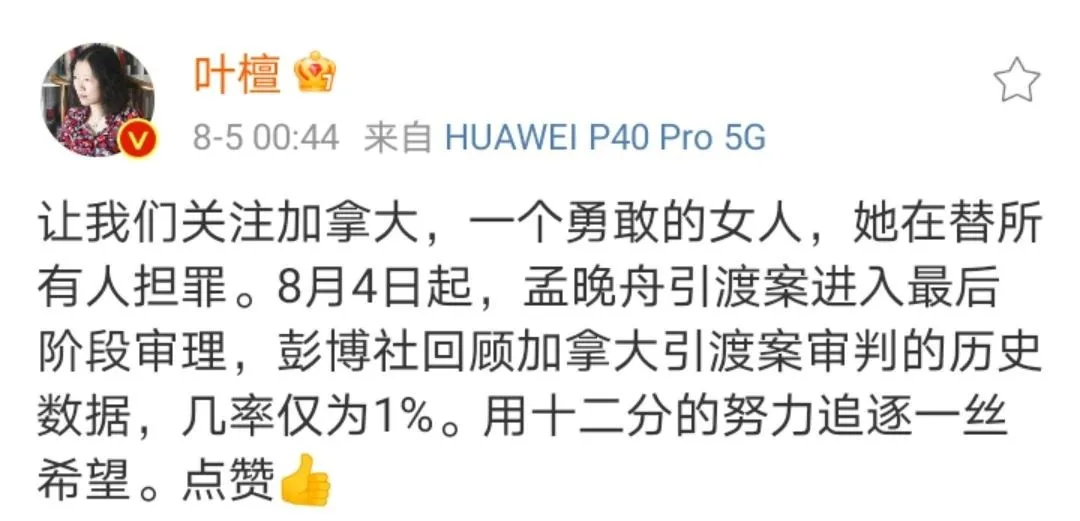 叶檀
8-5 00:44 来自 HUAWEI P40 Pro 5G
让我们关注加拿大，一个勇敢的女人，她在替所
有人担罪。8月4日起，孟晚舟引渡案进入最后
阶段审理，彭博社回顾加拿大引渡案审判的历史
数据，几率仅为1%。用十二分的努力追逐一丝
希望。点赞👍